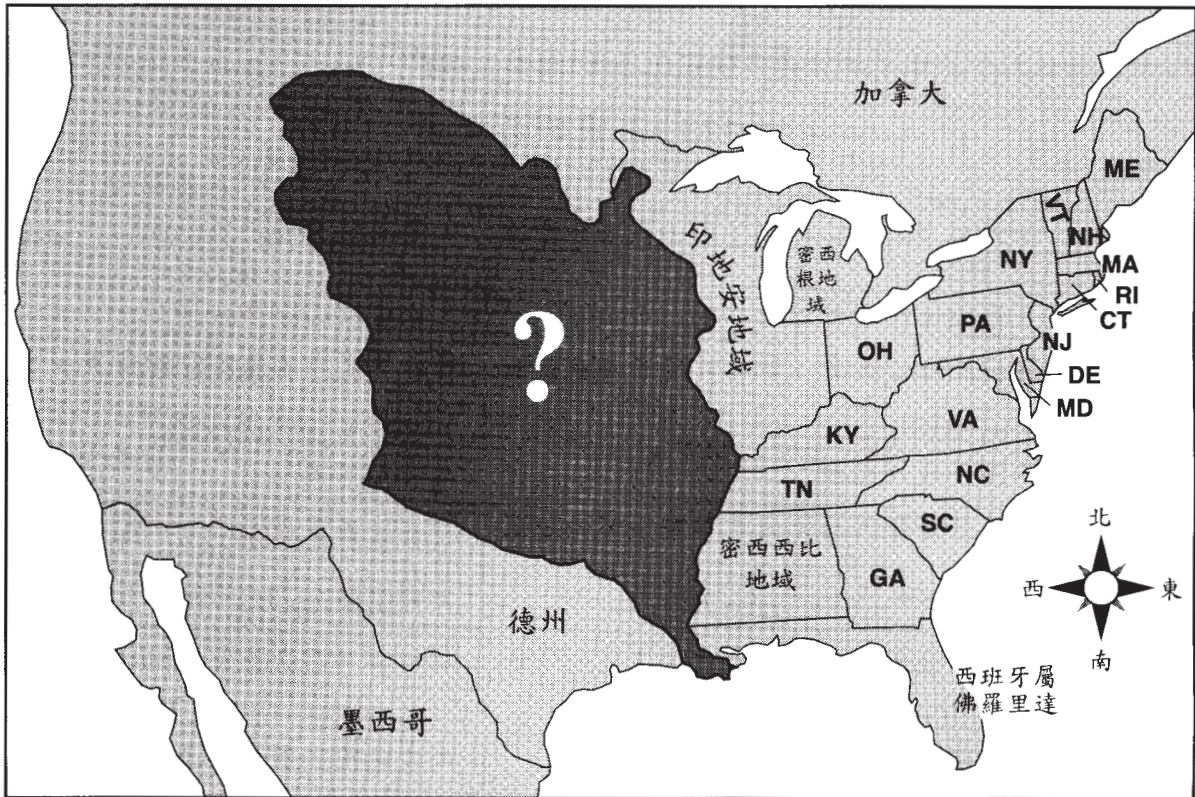 加拿大
ME
VT
NH
NY
MA
RI
CT
印地安地域
密西
根地
域
PA
NJ
OH
DE
MD
VA
KY
NC
TN
SC
密西西比
地域
GA
?
德州
墨西哥
西班牙屬
佛羅里達
北
西
東
南